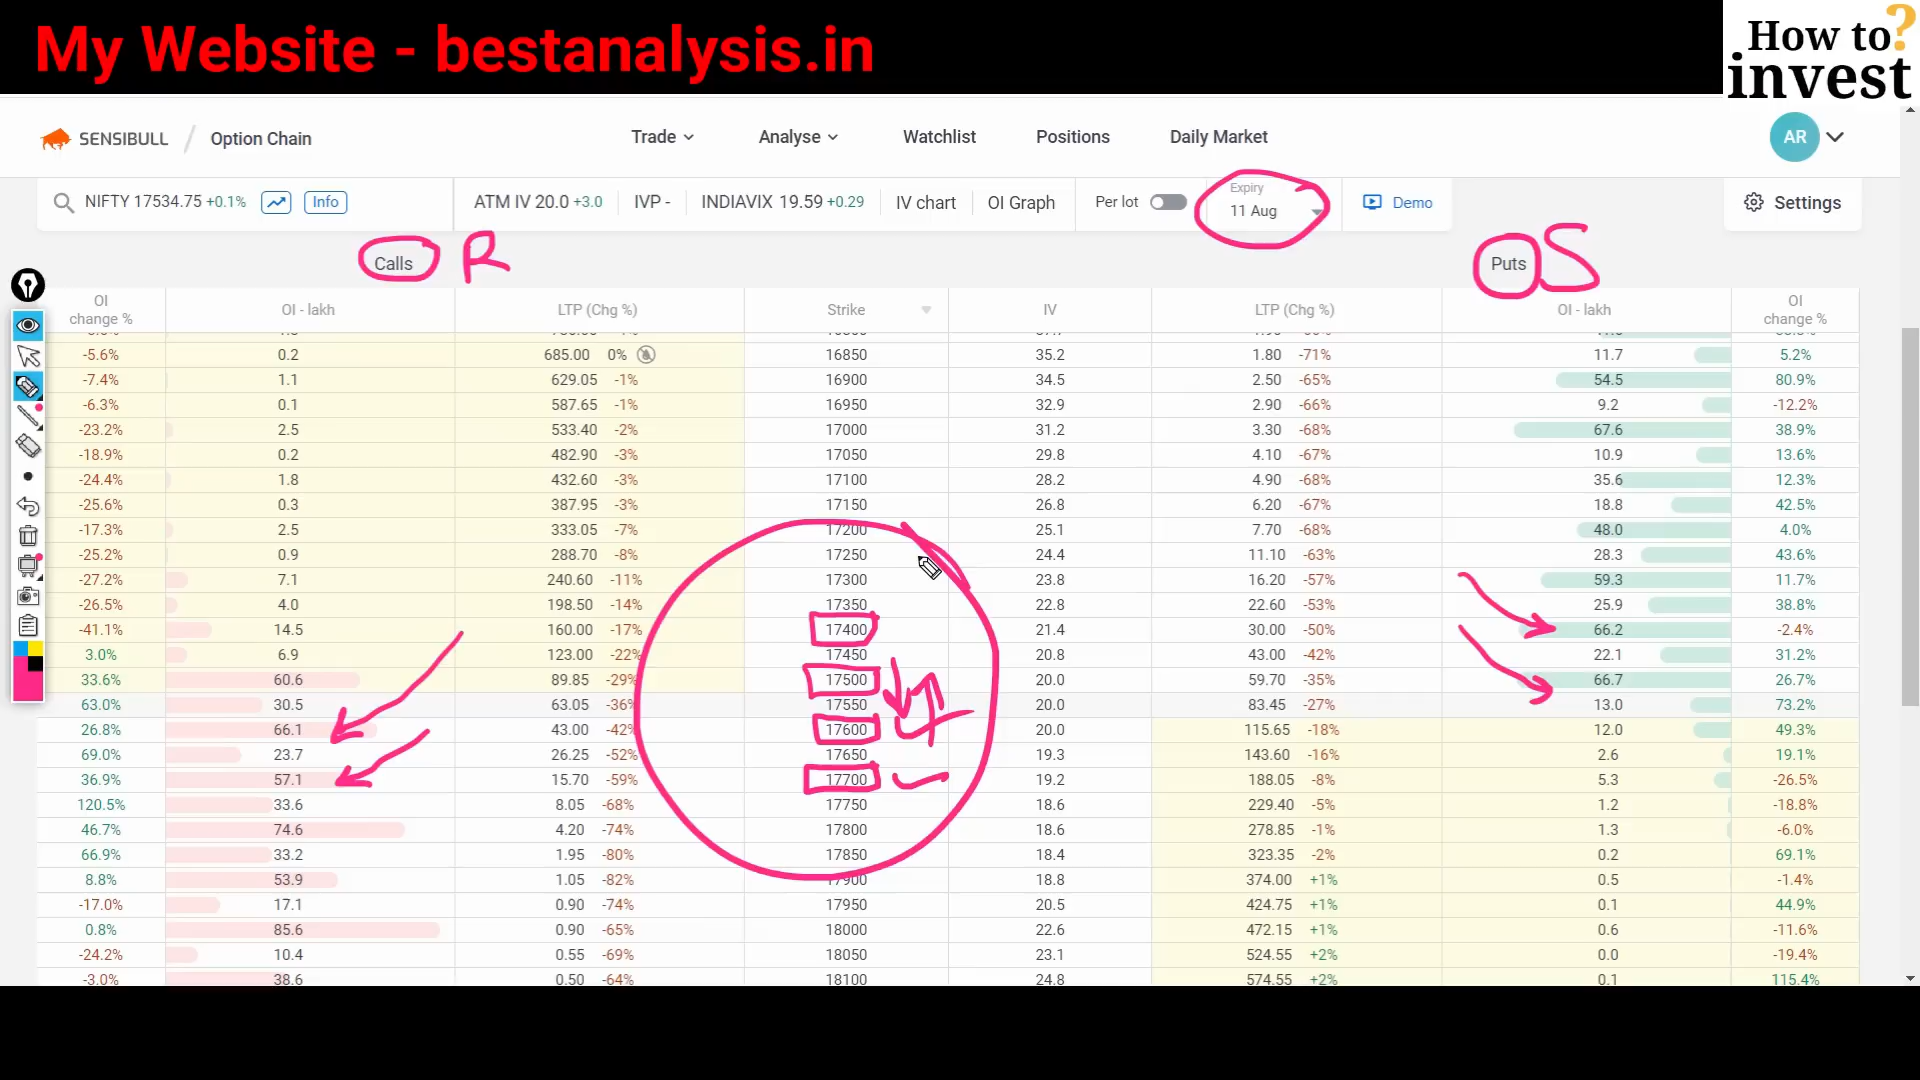 My Website - bestanalysis.in
How to?
invest
SENSIBULL / Option Chain Trade Analyse Watchlist Positions Daily Market AR
NIFTY 17534.75 +0.1% Info ATM IV 20.0 +3.0 IVP - INDIAVIX 19.59 +0.29 IV chart OI Graph Per lot Expiry 11 Aug Demo Settings
Calls R Puts S
OI change % OI - lakh LTP (Chg %) Strike IV LTP (Chg %) OI - lakh OI change %
-5.6% 0.2 685.00 0% 16850 35.2 1.80 -71% 11.7 5.2%
-7.4% 1.1 629.05 -1% 16900 34.5 2.50 -65% 54.5 80.9%
-6.3% 0.1 587.65 -1% 16950 32.9 2.90 -66% 9.2 -12.2%
-23.2% 2.5 533.40 -2% 17000 31.2 3.30 -68% 67.6 38.9%
-18.9% 0.2 482.90 -3% 17050 29.8 4.10 -67% 10.9 13.6%
-24.4% 1.8 432.60 -3% 17100 28.2 4.90 -68% 35.6 12.3%
-25.6% 0.3 387.95 -3% 17150 26.8 6.20 -67% 18.8 42.5%
-17.3% 2.5 333.05 -7% 17200 25.1 7.70 -68% 48.0 4.0%
-25.2% 0.9 288.70 -8% 17250 24.4 11.10 -63% 28.3 43.6%
-27.2% 7.1 240.60 -11% 17300 23.8 16.20 -57% 59.3 11.7%
-26.5% 4.0 198.50 -14% 17350 22.8 22.60 -53% 25.9 38.8%
-41.1% 14.5 160.00 -17% 17400 21.4 30.00 -50% 66.2 -2.4%
3.0% 6.9 123.00 -22% 17450 20.8 43.00 -42% 22.1 31.2%
33.6% 60.6 89.85 -29% 17500 20.0 59.70 -35% 66.7 26.7%
63.0% 30.5 63.05 -36% 17550 20.0 83.45 -27% 13.0 73.2%
26.8% 66.1 43.00 -42% 17600 20.0 115.65 -18% 12.0 49.3%
69.0% 23.7 26.25 -52% 17650 19.3 143.60 -16% 2.6 19.1%
36.9% 57.1 15.70 -59% 17700 19.2 188.05 -8% 5.3 -26.5%
120.5% 33.6 8.05 -68% 17750 18.6 229.40 -5% 1.2 -18.8%
46.7% 74.6 4.20 -74% 17800 18.6 278.85 -1% 1.3 -6.0%
66.9% 33.2 1.95 -80% 17850 18.4 323.35 -2% 0.2 69.1%
8.8% 53.9 1.05 -82% 17900 18.8 374.00 +1% 0.5 -1.4%
-17.0% 17.1 0.90 -74% 17950 20.5 424.75 +1% 0.1 44.9%
0.8% 85.6 0.90 -65% 18000 22.6 472.15 +1% 0.6 -11.6%
-24.2% 10.4 0.55 -69% 18050 23.1 524.55 +2% 0.0 -19.4%
-3.0% 38.6 0.50 -64% 18100 24.8 574.55 +2% 0.1 115.4%